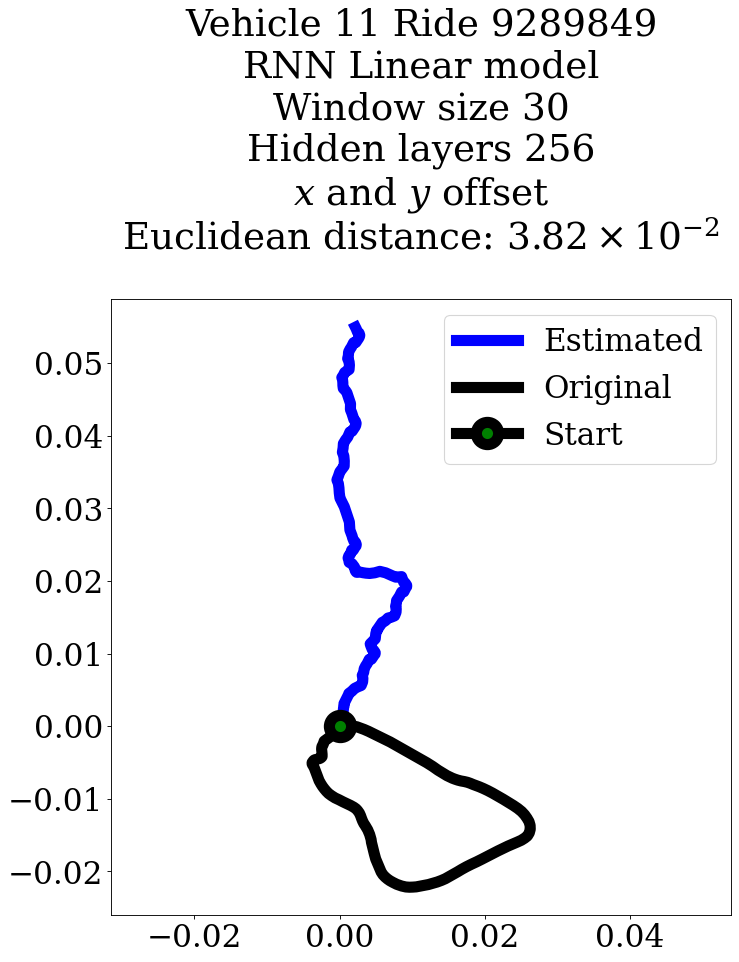 Vehicle 11 Ride 9289849
RNN Linear model
Window size 30
Hidden layers 256
x and y offset
Euclidean distance: 3.82 × 10⁻²
Estimated
Original
Start
0.05
0.04
0.03
0.02
0.01
0.00
−0.01
−0.02
−0.02 0.00 0.02 0.04